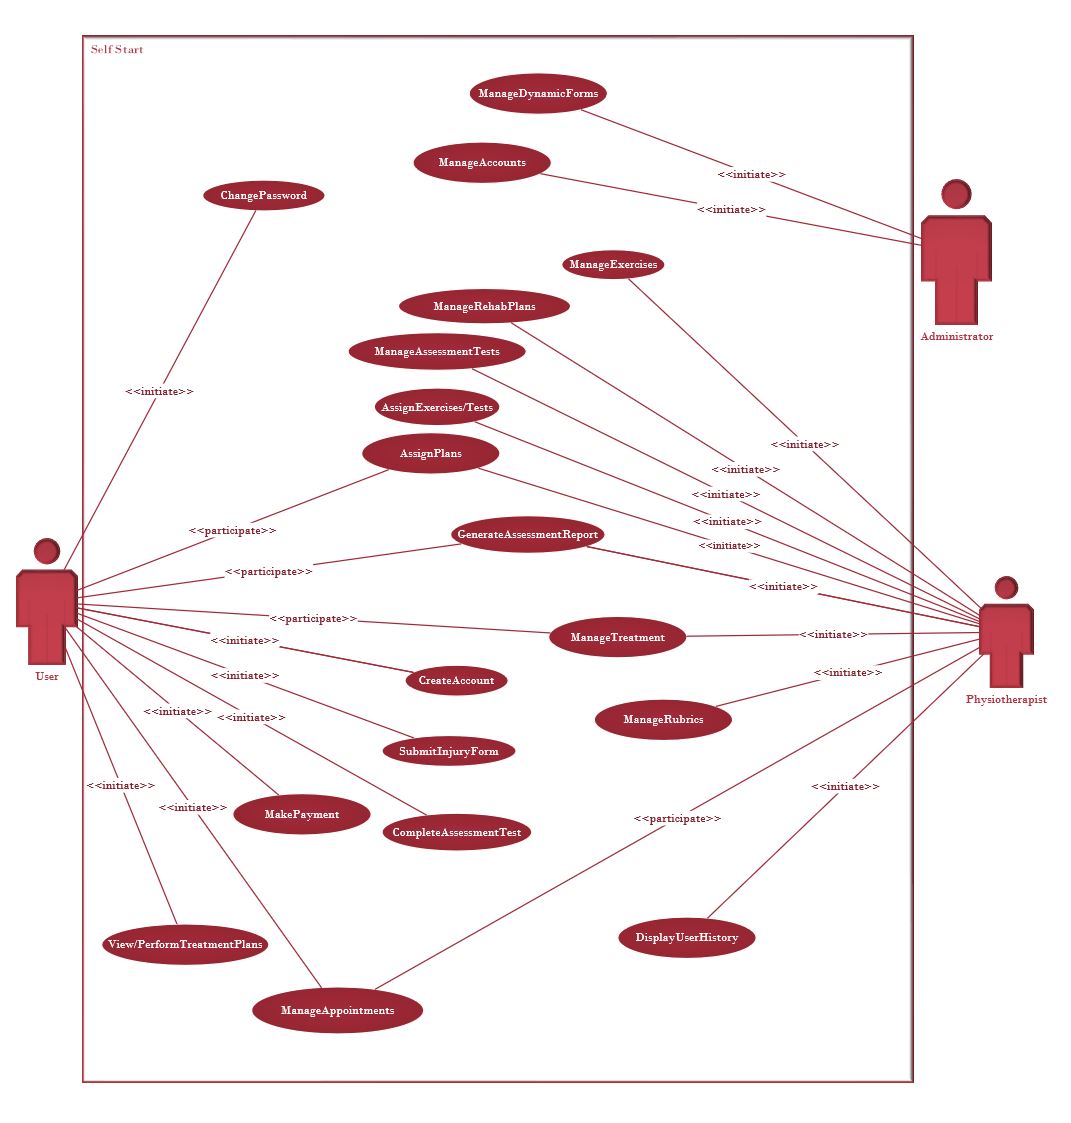 Self Start
ManageDynamicForms
ManageAccounts
<<initiate>>
ChangePassword
<<initiate>>
ManageExercises
ManageRehabPlans
Administrator
ManageAssessmentTests
<<initiate>>
AssignExercises/Tests
<<initiate>>
AssignPlans
<<initiate>>
<<initiate>>
<<initiate>>
<<participate>>
GenerateAssessmentReport
<<initiate>>
<<participate>>
<<initiate>>
<<participate>>
ManageTreatment
<<initiate>>
<<initiate>>
<<initiate>>
User
<<initiate>>
CreateAccount
Physiotherapist
<<initiate>>
<<initiate>>
ManageRubrics
SubmitInjuryForm
<<initiate>>
<<initiate>>
<<initiate>>
MakePayment
<<participate>>
CompleteAssessmentTest
DisplayUserHistory
View/PerformTreatmentPlans
ManageAppointments